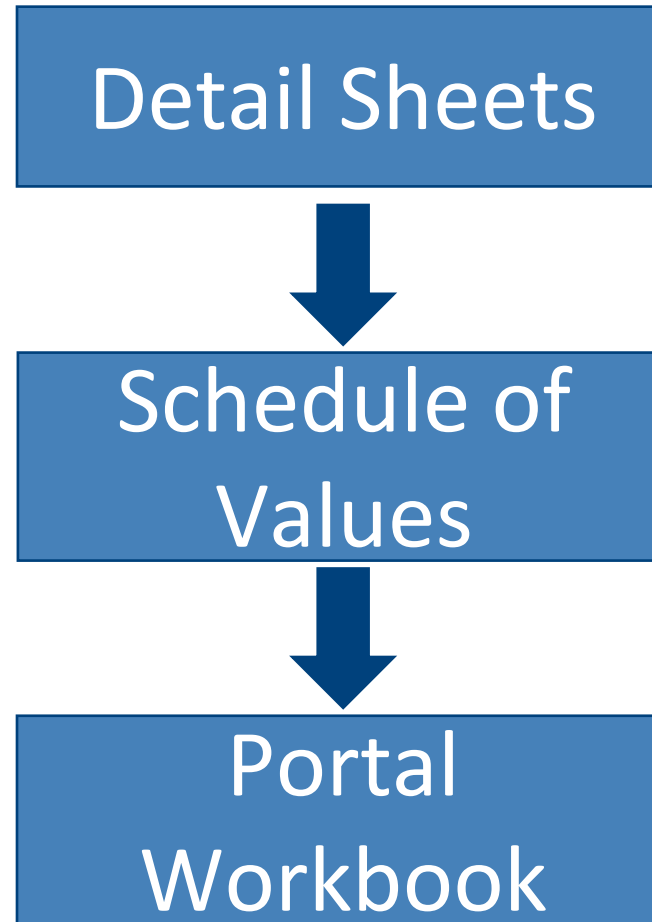 Detail Sheets
Schedule of
Values
Portal
Workbook